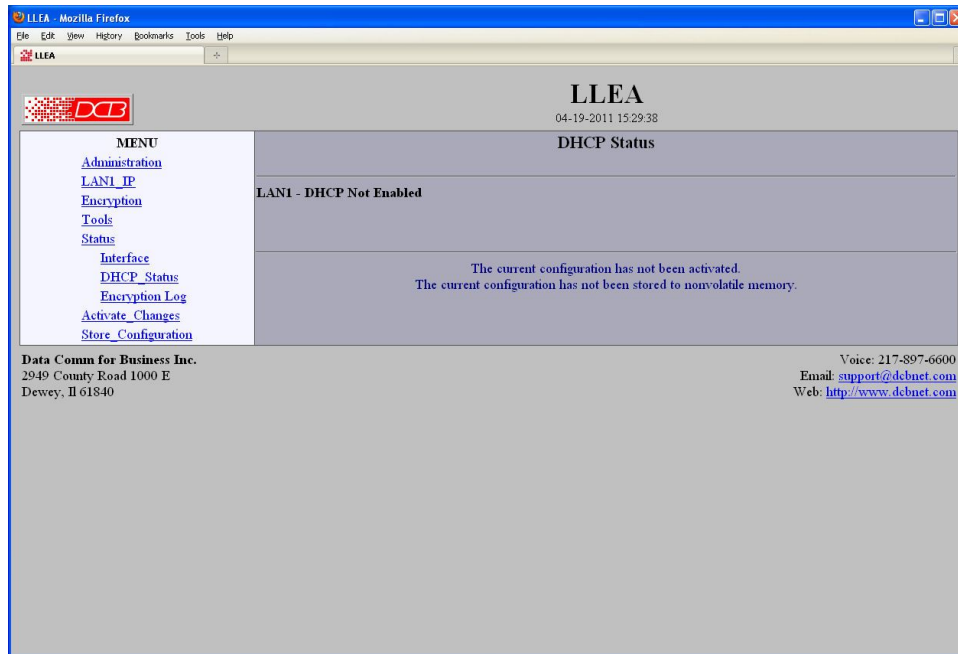 LLEA - Mozilla Firefox
File Edit View History Bookmarks Tools Help
LLEA
DCB
LLEA
04-19-2011 15:29:38
MENU
Administration
LAN1_IP
Encryption
Tools
Status
Interface
DHCP_Status
Encryption Log
Activate_Changes
Store_Configuration
DHCP Status
LAN1 - DHCP Not Enabled
The current configuration has not been activated.
The current configuration has not been stored to nonvolatile memory.
Data Comm for Business Inc.
2949 County Road 1000 E
Dewey, Il 61840
Voice: 217-897-6600
Email: support@dcbnet.com
Web: http://www.dcbnet.com